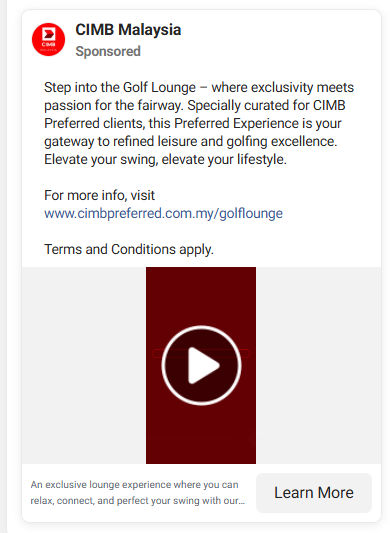 CIMB Malaysia
Sponsored
CIMB
Step into the Golf Lounge – where exclusivity meets
passion for the fairway. Specially curated for CIMB
Preferred clients, this Preferred Experience is your
gateway to refined leisure and golfing excellence.
Elevate your swing, elevate your lifestyle.
For more info, visit
www.cimbpreferred.com.my/golflounge
Terms and Conditions apply.
An exclusive lounge experience where you can
relax, connect, and perfect your swing with our...
Learn More